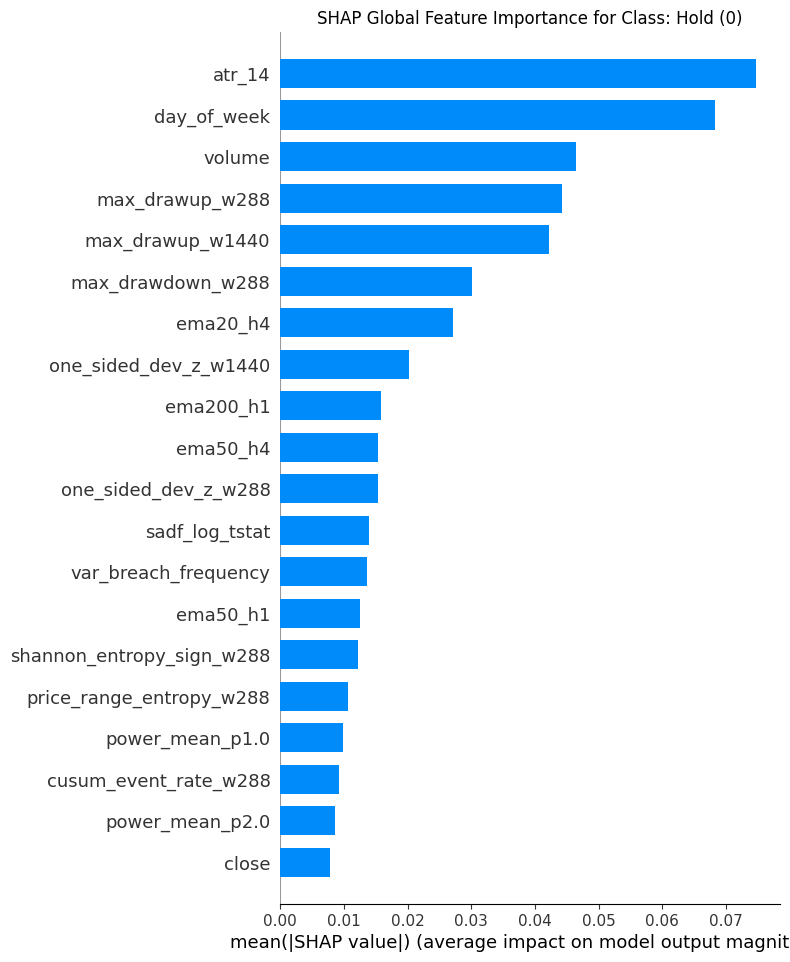 SHAP Global Feature Importance for Class: Hold (0)
atr_14
day_of_week
volume
max_drawup_w288
max_drawup_w1440
max_drawdown_w288
ema20_h4
one_sided_dev_z_w1440
ema200_h1
ema50_h4
one_sided_dev_z_w288
sadf_log_tstat
var_breach_frequency
ema50_h1
shannon_entropy_sign_w288
price_range_entropy_w288
power_mean_p1.0
cusum_event_rate_w288
power_mean_p2.0
close
0.00 0.01 0.02 0.03 0.04 0.05 0.06 0.07
mean(|SHAP value|) (average impact on model output magnit